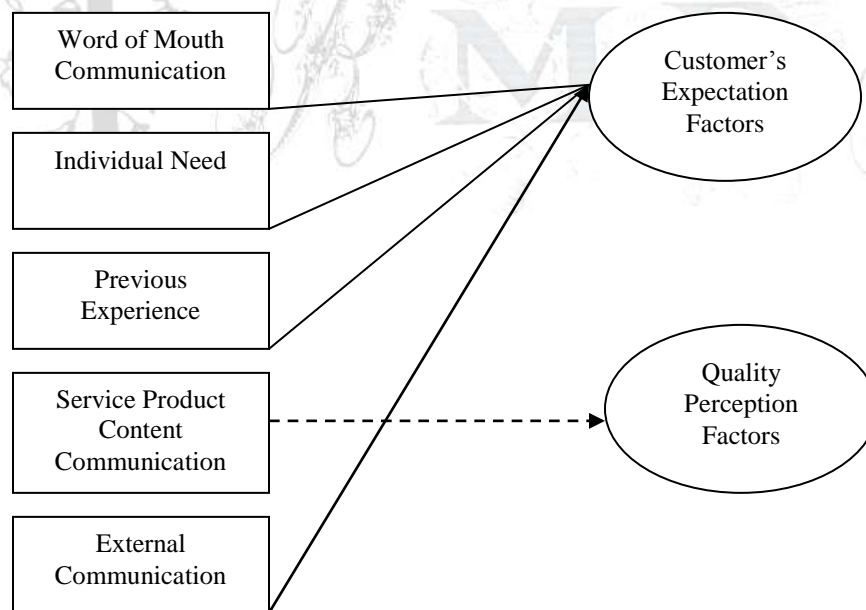 Word of Mouth
Communication
Individual Need
Previous
Experience
Service Product
Content
Communication
External
Communication
Customer’s
Expectation
Factors
Quality
Perception
Factors